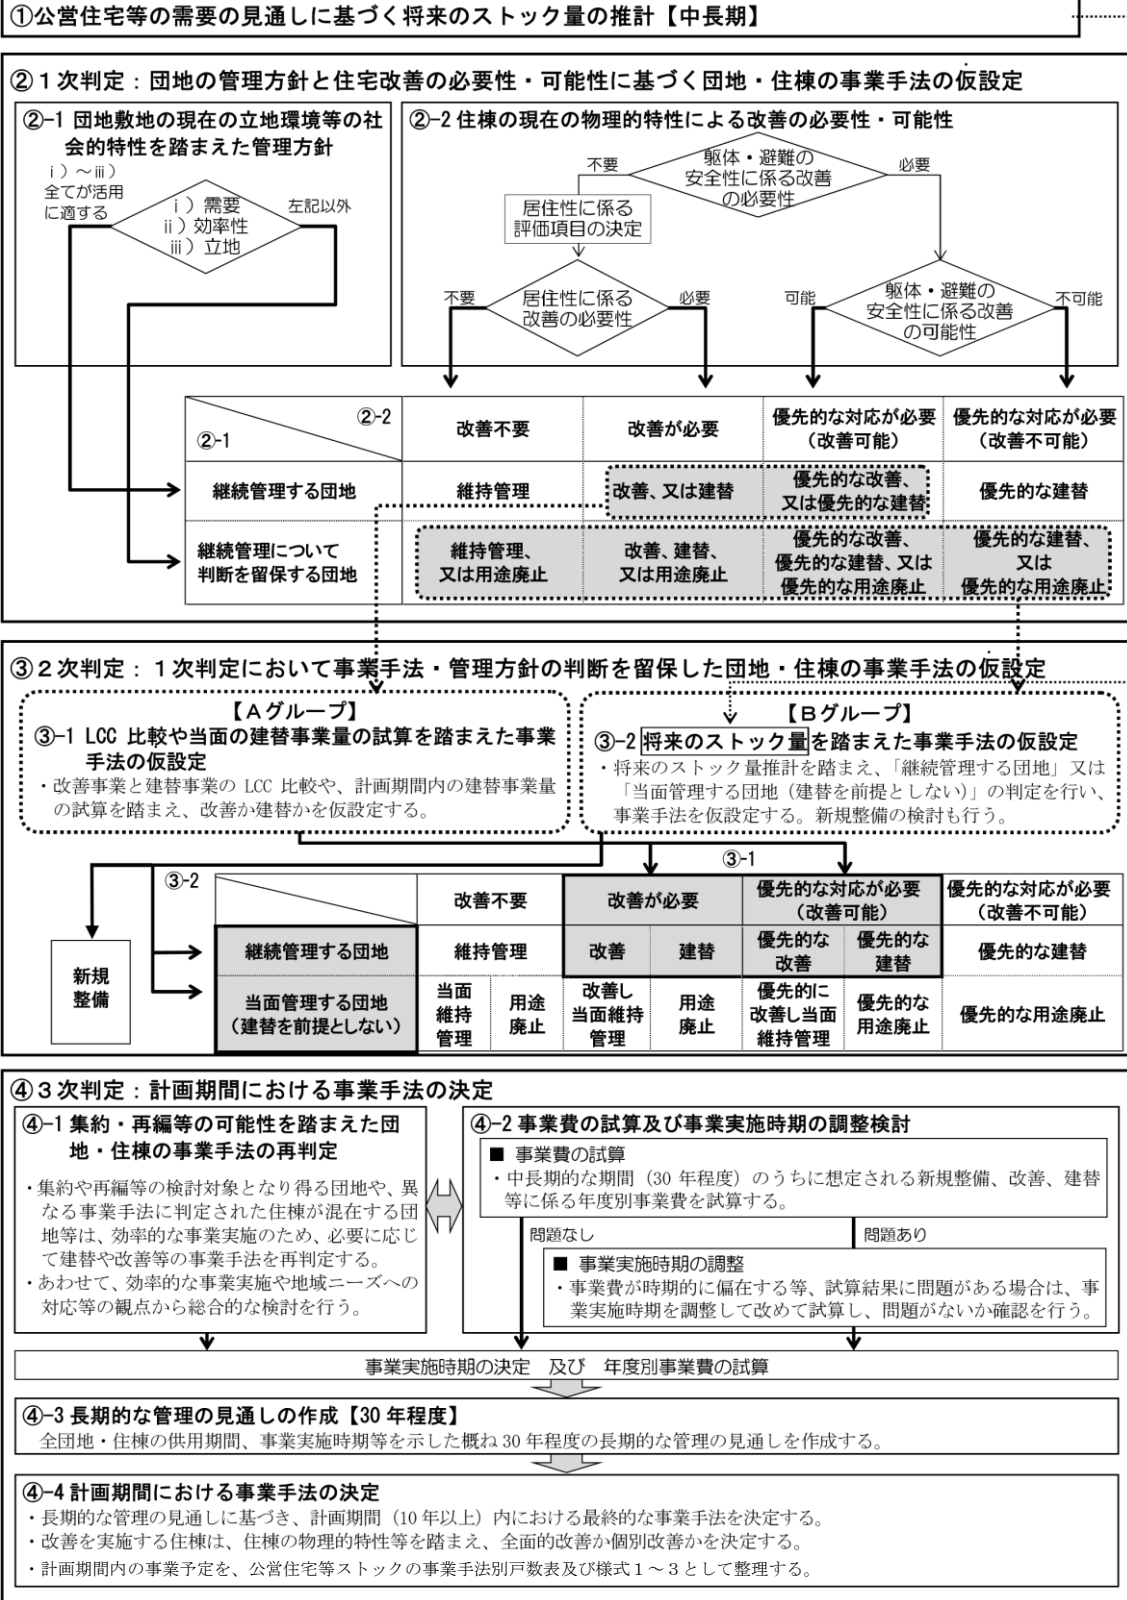 ①公営住宅等の需要の見通しに基づく将来のストック量の推計【中長期】
②１次判定：団地の管理方針と住宅改善の必要性・可能性に基づく団地・住棟の事業手法の仮設定
②-1 団地敷地の現在の立地環境等の社
会的特性を踏まえた管理方針
ⅰ）～ⅲ）
全てが活用
に適する
ⅰ）需要
ⅱ）効率性
ⅲ）立地
左記以外
②-2 住棟の現在の物理的特性による改善の必要性・可能性
不要
躯体・避難の
安全性に係る改善
の必要性
必要
居住性に係る
評価項目の決定
不要
居住性に係る
改善の必要性
必要
可能
躯体・避難の
安全性に係る改善
の可能性
不可能
②-2
②-1
改善不要
改善が必要
優先的な対応が必要
（改善可能）
優先的な対応が必要
（改善不可能）
継続管理する団地
維持管理
改善、又は建替
優先的な改善、
又は優先的な建替
優先的な建替
継続管理について
判断を留保する団地
維持管理、
又は用途廃止
改善、建替、
又は用途廃止
優先的な改善、
優先的な建替、又は
優先的な用途廃止
優先的な建替、
又は
優先的な用途廃止
③２次判定：１次判定において事業手法・管理方針の判断を留保した団地・住棟の事業手法の仮設定
【Ａグループ】
③-1 LCC 比較や当面の建替事業量の試算を踏まえた事業
手法の仮設定
・改善事業と建替事業の LCC 比較や、計画期間内の建替事業量
の試算を踏まえ、改善か建替かを仮設定する。
【Ｂグループ】
③-2 将来のストック量を踏まえた事業手法の仮設定
・将来のストック量推計を踏まえ、「継続管理する団地」又は
「当面管理する団地（建替を前提としない）」の判定を行い、
事業手法を仮設定する。新規整備の検討も行う。
③-1
③-2
改善不要
改善が必要
優先的な対応が必要
（改善可能）
優先的な対応が必要
（改善不可能）
新規
整備
継続管理する団地
維持管理
改善
建替
優先的な
改善
優先的な
建替
優先的な建替
当面管理する団地
（建替を前提としない）
当面
維持
管理
用途
廃止
改善し
当面維持
管理
用途
廃止
優先的に
改善し当面
維持管理
優先的な
用途廃止
優先的な用途廃止
④３次判定：計画期間における事業手法の決定
④-1 集約・再編等の可能性を踏まえた団
地・住棟の事業手法の再判定
・集約や再編等の検討対象となり得る団地や、異
なる事業手法に判定された住棟が混在する団
地等は、効率的な事業実施のため、必要に応じ
て建替や改善等の事業手法を再判定する。
・あわせて、効率的な事業実施や地域ニーズへの
対応等の観点から総合的な検討を行う。
④-2 事業費の試算及び事業実施時期の調整検討
■ 事業費の試算
・中長期的な期間（30 年程度）のうちに想定される新規整備、改善、建替
等に係る年度別事業費を試算する。
問題なし
問題あり
■ 事業実施時期の調整
・事業費が時期的に偏在する等、試算結果に問題がある場合は、事
業実施時期を調整して改めて試算し、問題がないか確認を行う。
事業実施時期の決定　及び　年度別事業費の試算
④-3 長期的な管理の見通しの作成【30 年程度】
全団地・住棟の供用期間、事業実施時期等を示した概ね 30 年程度の長期的な管理の見通しを作成する。
④-4 計画期間における事業手法の決定
・長期的な管理の見通しに基づき、計画期間（10 年以上）内における最終的な事業手法を決定する。
・改善を実施する住棟は、住棟の物理的特性等を踏まえ、全面的改善か個別改善かを決定する。
・計画期間内の事業予定を、公営住宅等ストックの事業手法別戸数表及び様式１～３として整理する。